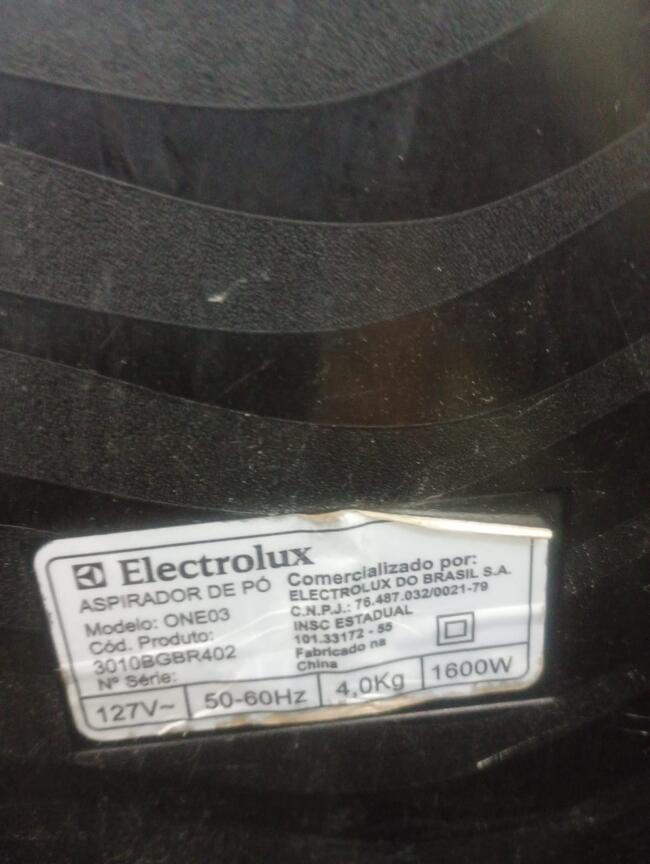 Electrolux
ASPIRADOR DE PÓ
Modelo: ONE03
Cód. Produto:
3010BGBR402
Nº Série:
Comercializado por:
ELECTROLUX DO BRASIL S.A.
C.N.P.J.: 76.487.032/0021-79
INSC ESTADUAL
101.33172 - 55
Fabricado na
China
127V~ 50-60Hz 4,0Kg 1600W